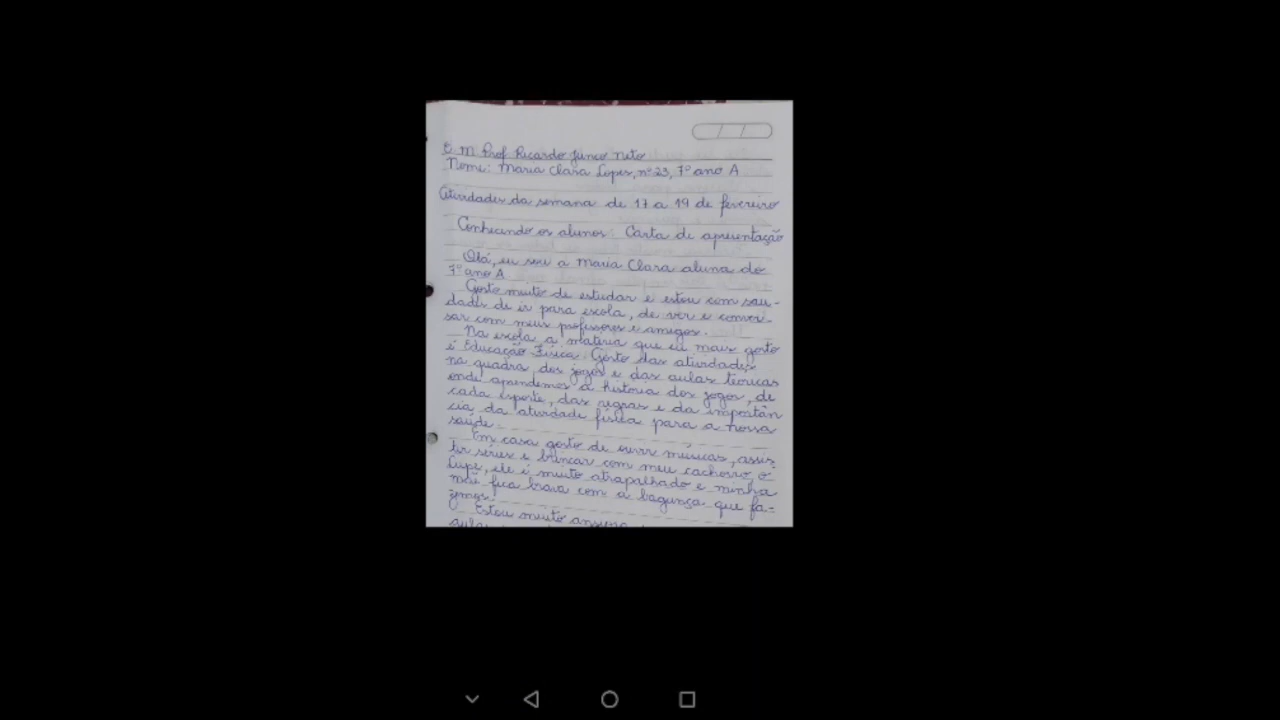 E M Prof Ricardo Junco Neto
Nome: Maria Clara Lopes, nº 23, 7º ano A
Atividades da semana de 17 a 19 de fevereiro
Conhecendo os alunos: Carta de apresentação
Olá, eu sou a Maria Clara aluna do
7º ano A
Gosto muito de estudar e estou com sau-
dades de ir para escola, de ver e conver-
sar com meus professores e amigos.
Na escola a matéria que eu mais gosto
é Educação Física. Gosto das atividades
na quadra dos jogos e das aulas teóricas
onde aprendemos a história dos jogos, de
cada esporte, das regras e da importân
cia da atividade física para a nossa
saúde.
Em casa gosto de ouvir músicas, assis
tir séries e brincar com meu cachorro, o
Lupi, ele é muito atrapalhado e minha
mãe fica brava com a bagunça que fa-
zemos.
Estou muito ansiosa
aula